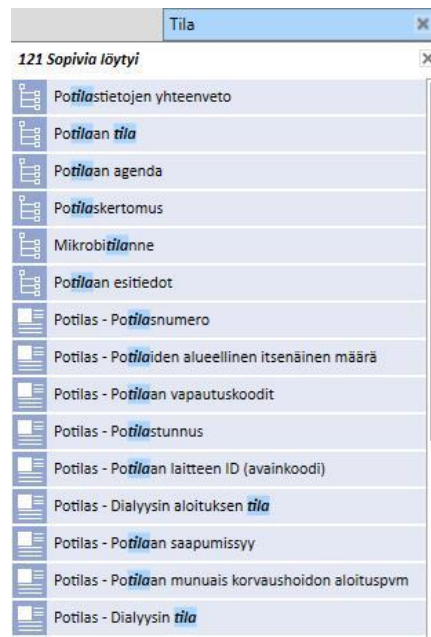 Tila
121 Sopivia löytyi
Potilastietojen yhteenveto
Potilaan tila
Potilaan agenda
Potilaskertomus
Mikrobitilanne
Potilaan esitiedot
Potilas - Potilasnumero
Potilas - Potilaiden alueellinen itsenäinen määrä
Potilas - Potilaan vapautuskoodit
Potilas - Potilastunnus
Potilas - Potilaan laitteen ID (avainkoodi)
Potilas - Dialyysin aloituksen tila
Potilas - Potilaan saapumissyy
Potilas - Potilaan munuais korvaushoidon aloituspvm
Potilas - Dialyysin tila